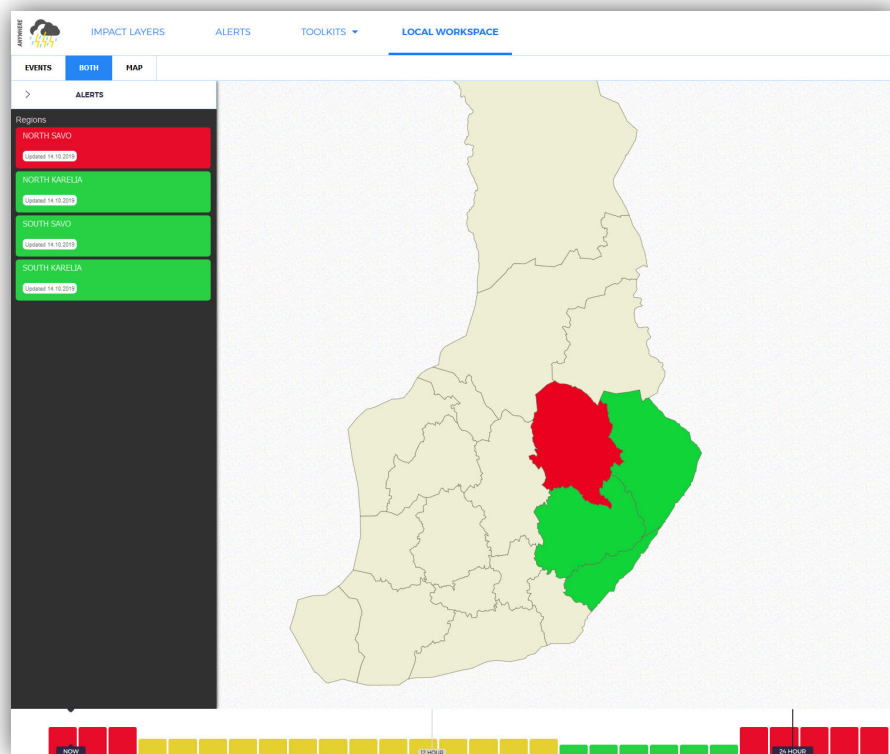 ANYWHERE
IMPACT LAYERS
ALERTS
TOOLKITS
LOCAL WORKSPACE
EVENTS
BOTH
MAP
ALERTS
Regions
NORTH SAVO
Updated 14.10.2019
NORTH KARELIA
Updated 14.10.2019
SOUTH SAVO
Updated 14.10.2019
SOUTH KARELIA
Updated 14.10.2019
NOW
12 HOUR
24 HOUR